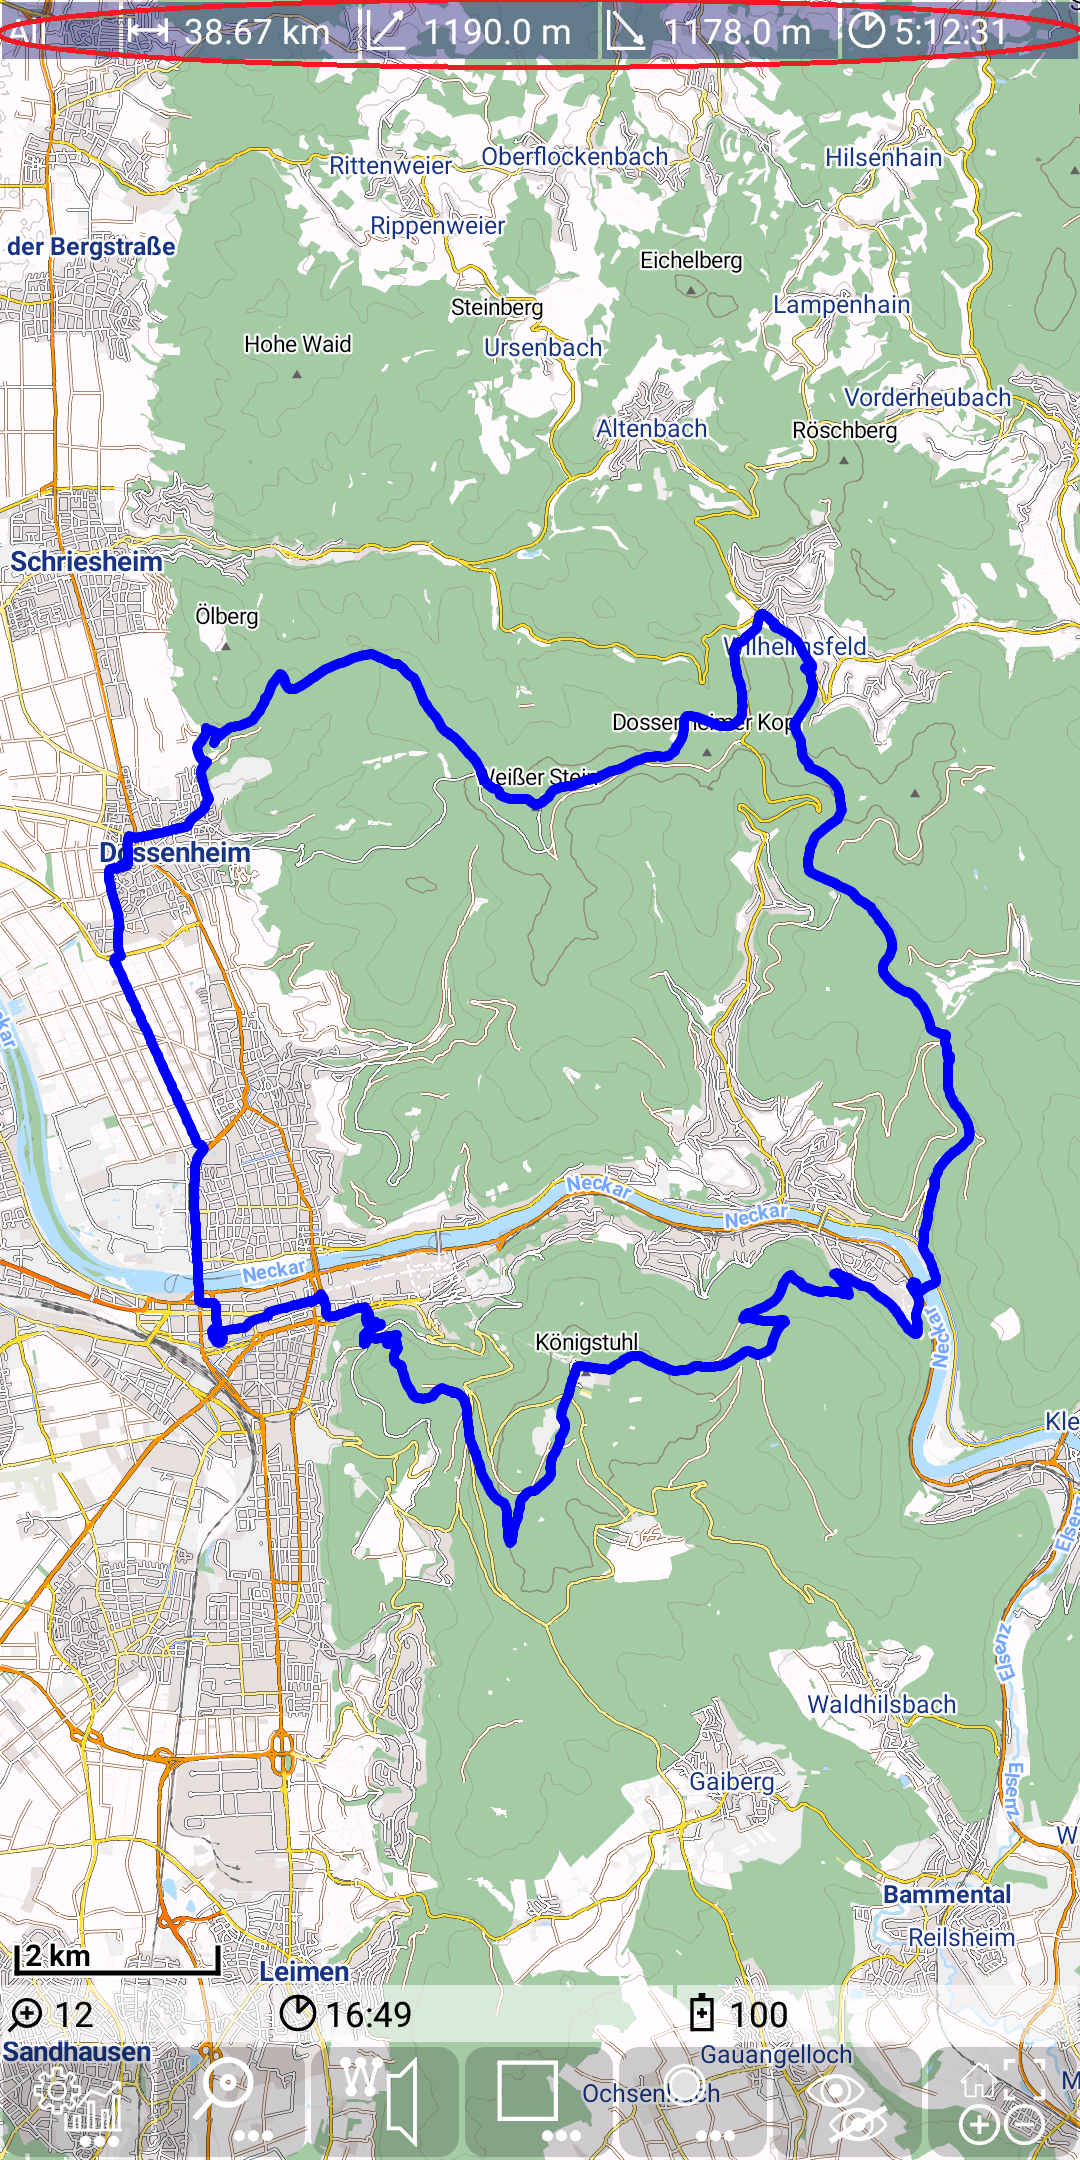 All 38.67 km 1190.0 m 1178.0 m 5:12:31
Rittenweier Oberflockenbach Hilsenhain
Rippenweier
der Bergstraße
Eichelberg
Steinberg Lampenhain
Hohe Waid Ursenbach
Vorderheubach
Altenbach Röschberg
Schriesheim
Ölberg
Wilhelmsfeld
Dossenheimer Kopf
Weißer Stein
Dossenheim
Neckar
Neckar
Neckar
Neckar
Königstuhl
Kle
Elsenz
Elsenz
Waldhilsbach
Gaiberg
Elsenz
W
Bammental
Reilsheim
2 km
Leimen
12 16:49 100
Sandhausen Gauangelloch
Ochsenbach M